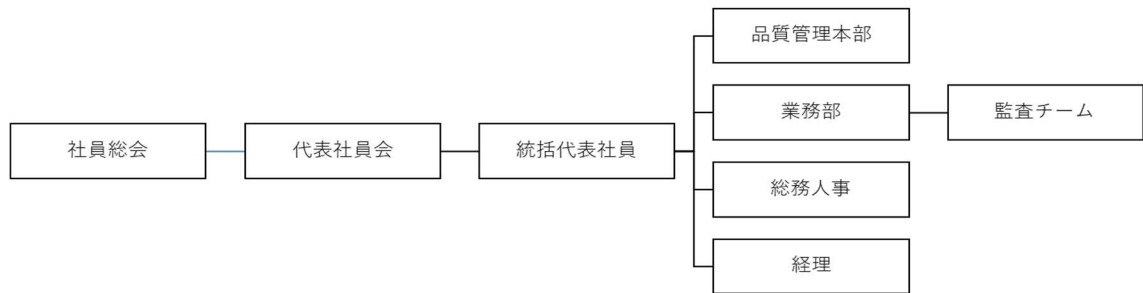 社員総会
代表社員会
統括代表社員
品質管理本部
業務部
監査チーム
総務人事
経理